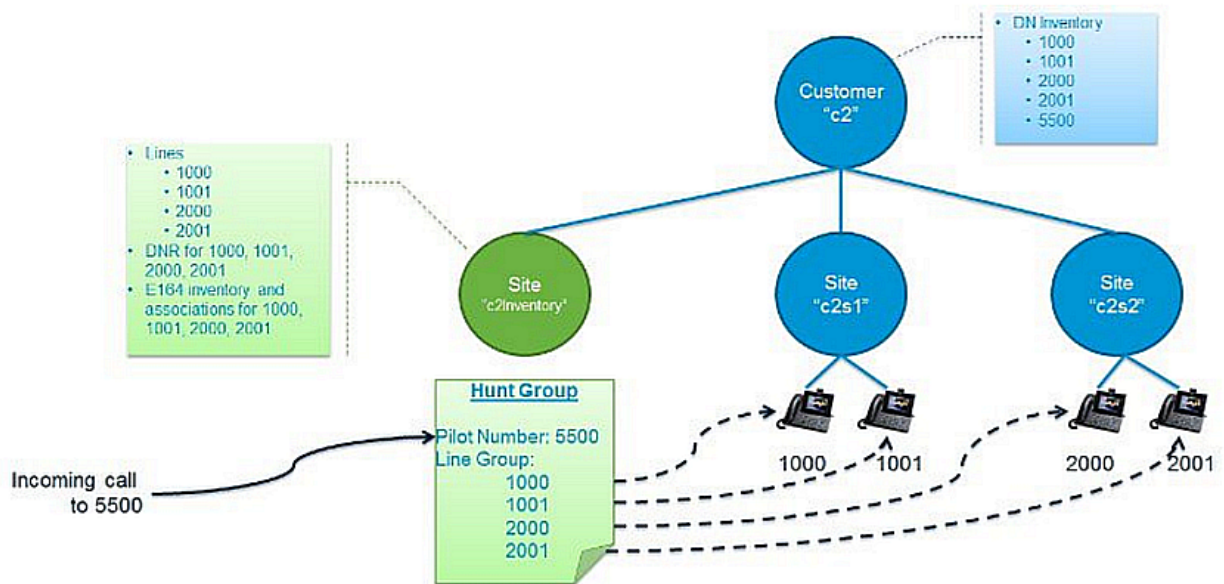 • DN Inventory
• 1000
• 1001
• 2000
• 2001
• 5500
Customer
"c2"
• Lines
• 1000
• 1001
• 2000
• 2001
• DNR for 1000, 1001,
2000, 2001
• E164 inventory and
associations for 1000,
1001, 2000, 2001
Site
"c2Inventory"
Site
"c2s1"
Site
"c2s2"
Hunt Group
Pilot Number: 5500
Line Group:
1000
1001
2000
2001
1000
1001
2000
2001
Incoming call
to 5500